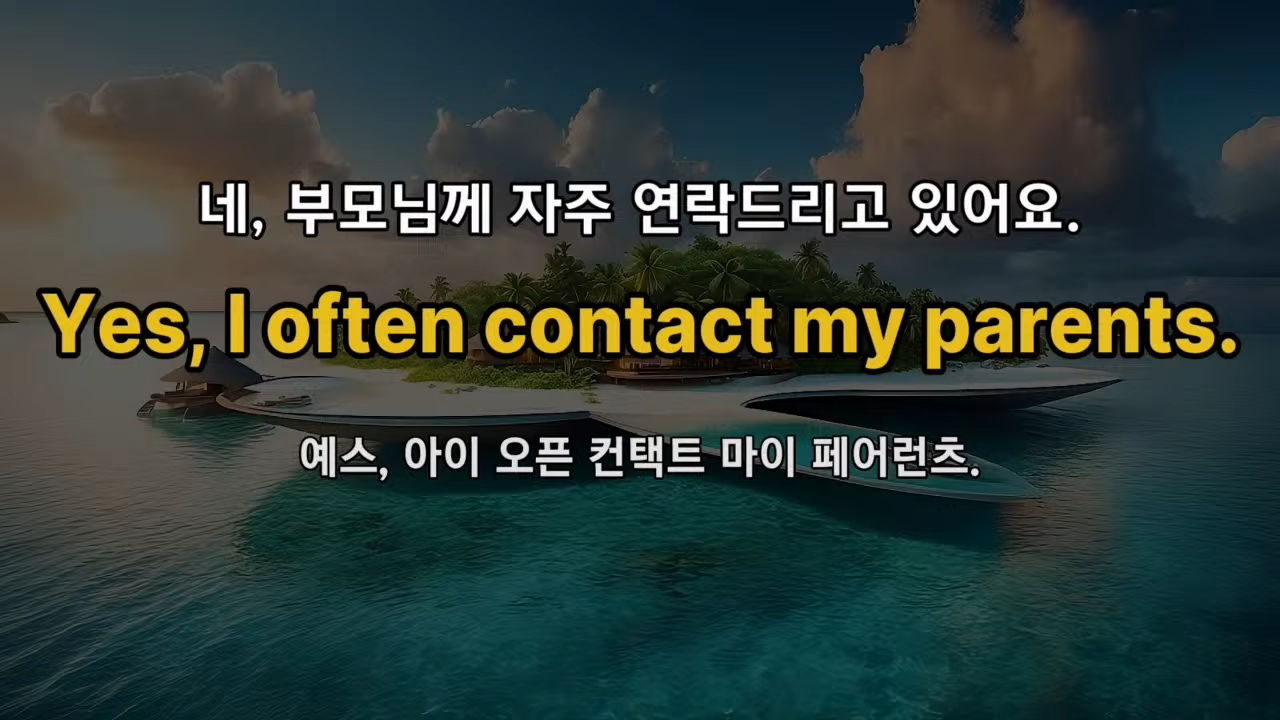 네, 부모님께 자주 연락드리고 있어요.
Yes, I often contact my parents.
예스, 아이 오픈 컨택트 마이 페어런츠.